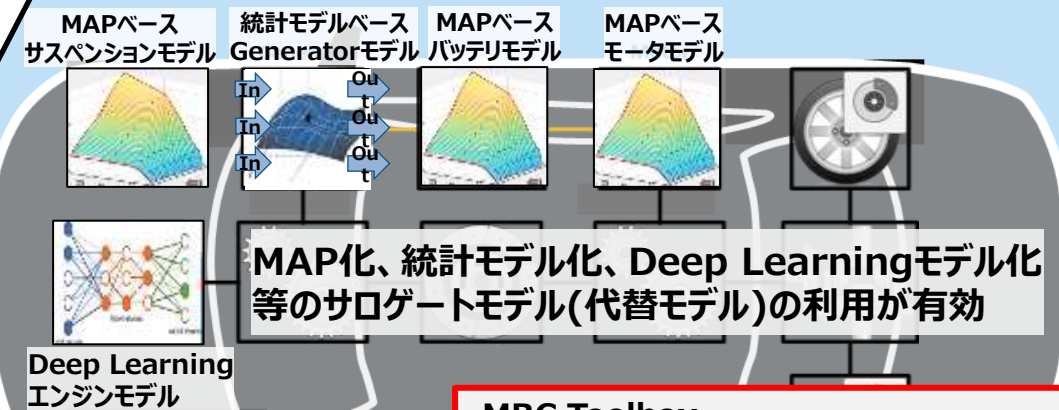 MAPベース
サスペンションモデル
統計モデルベース
Generatorモデル
MAPベース
バッテリモデル
MAPベース
モータモデル
In
Out
In
Out
In
Out
MAP化、統計モデル化、Deep Learningモデル化
等のサロゲートモデル(代替モデル)の利用が有効
Deep Learning
エンジンモデル